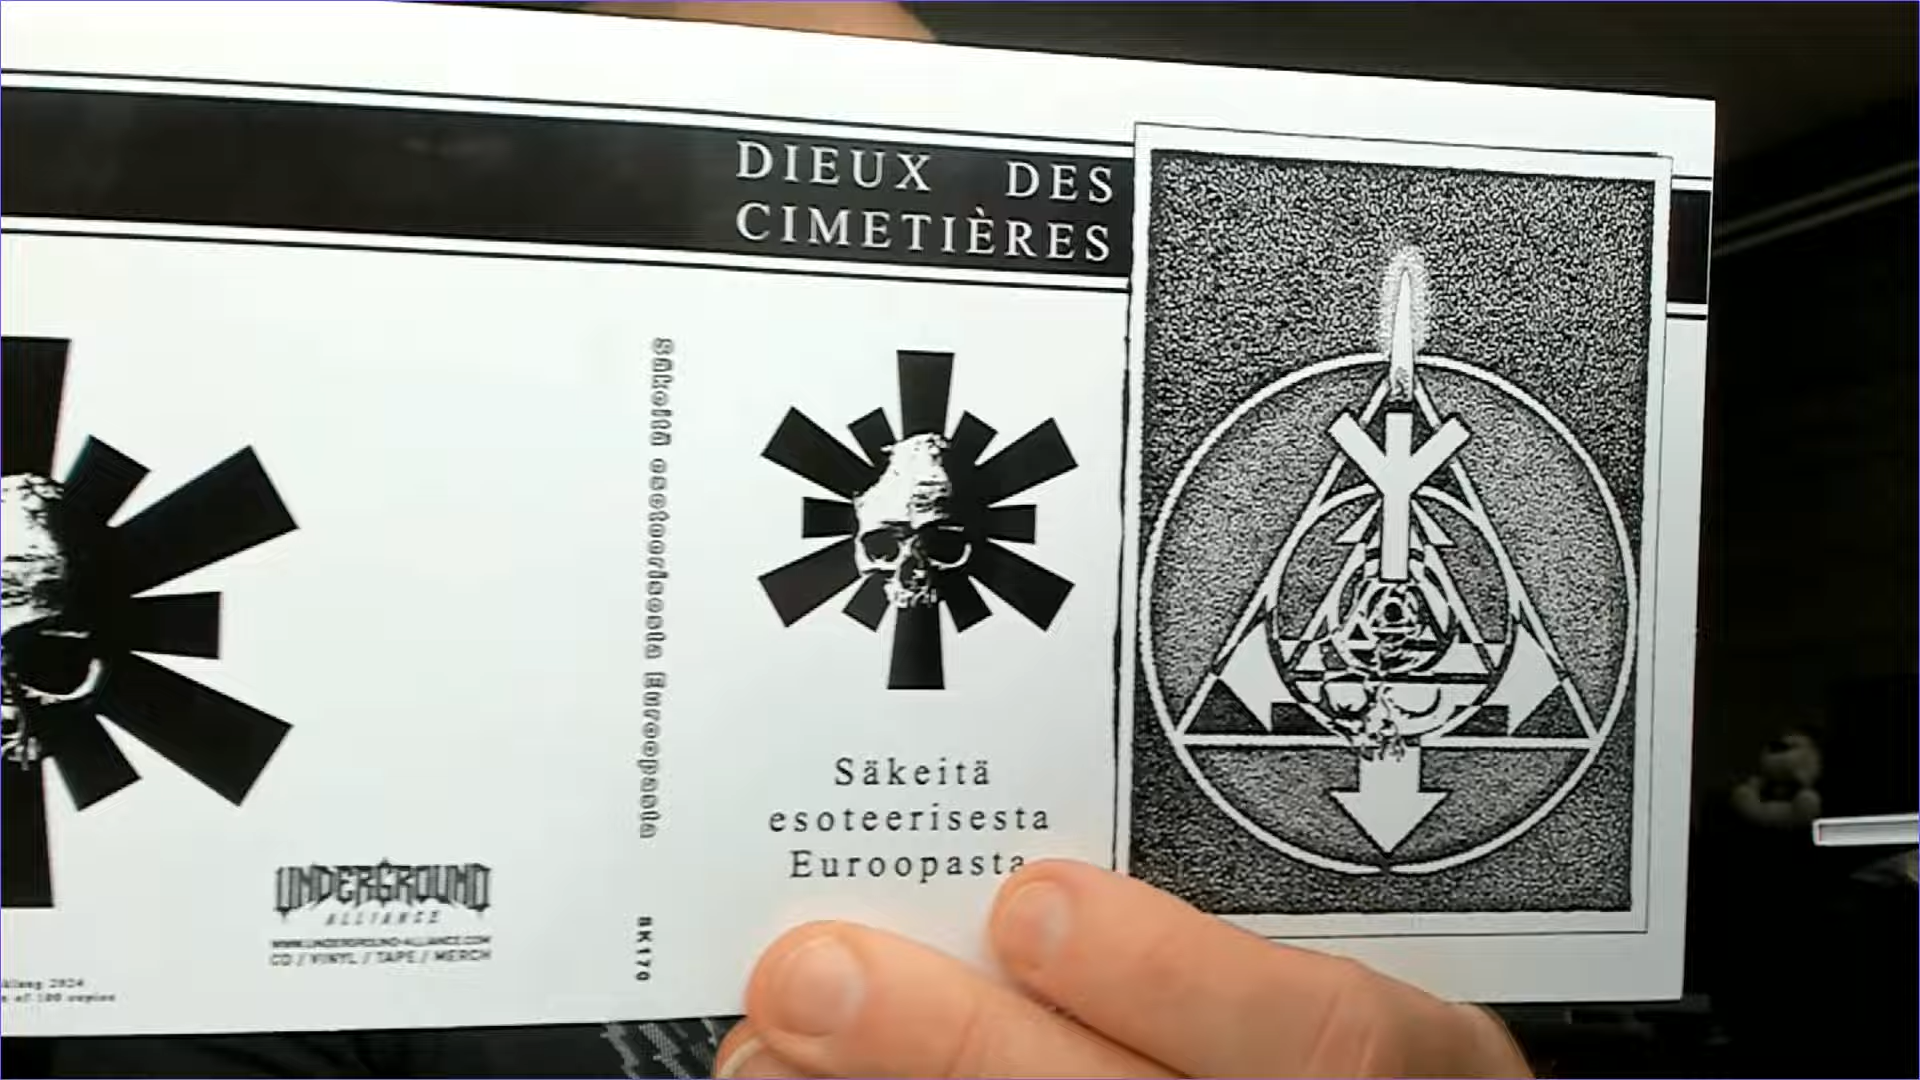 DIEUX DES
CIMETIÈRES
Säkeitä esoteerisesta Euroopasta
Säkeitä
esoteerisesta
Euroopasta
UNDERGROUND
ALLIANCE
WWW.UNDERGROUND-ALLIANCE.COM
CD / VINYL / TAPE / MERCH
2024
of 100 copies